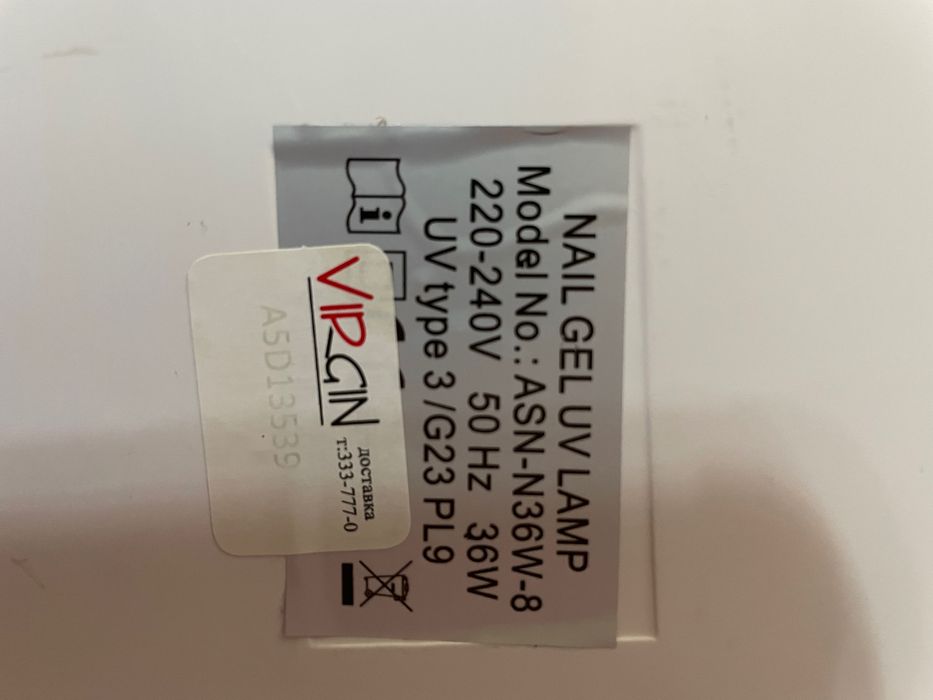 NAIL GEL UV LAMP
Model No.: ASN-N36W-8
220-240V 50 Hz 36W
UV type 3 /G23 PL9
VIRGIN
доставка
т:333-777-0
A5D13539